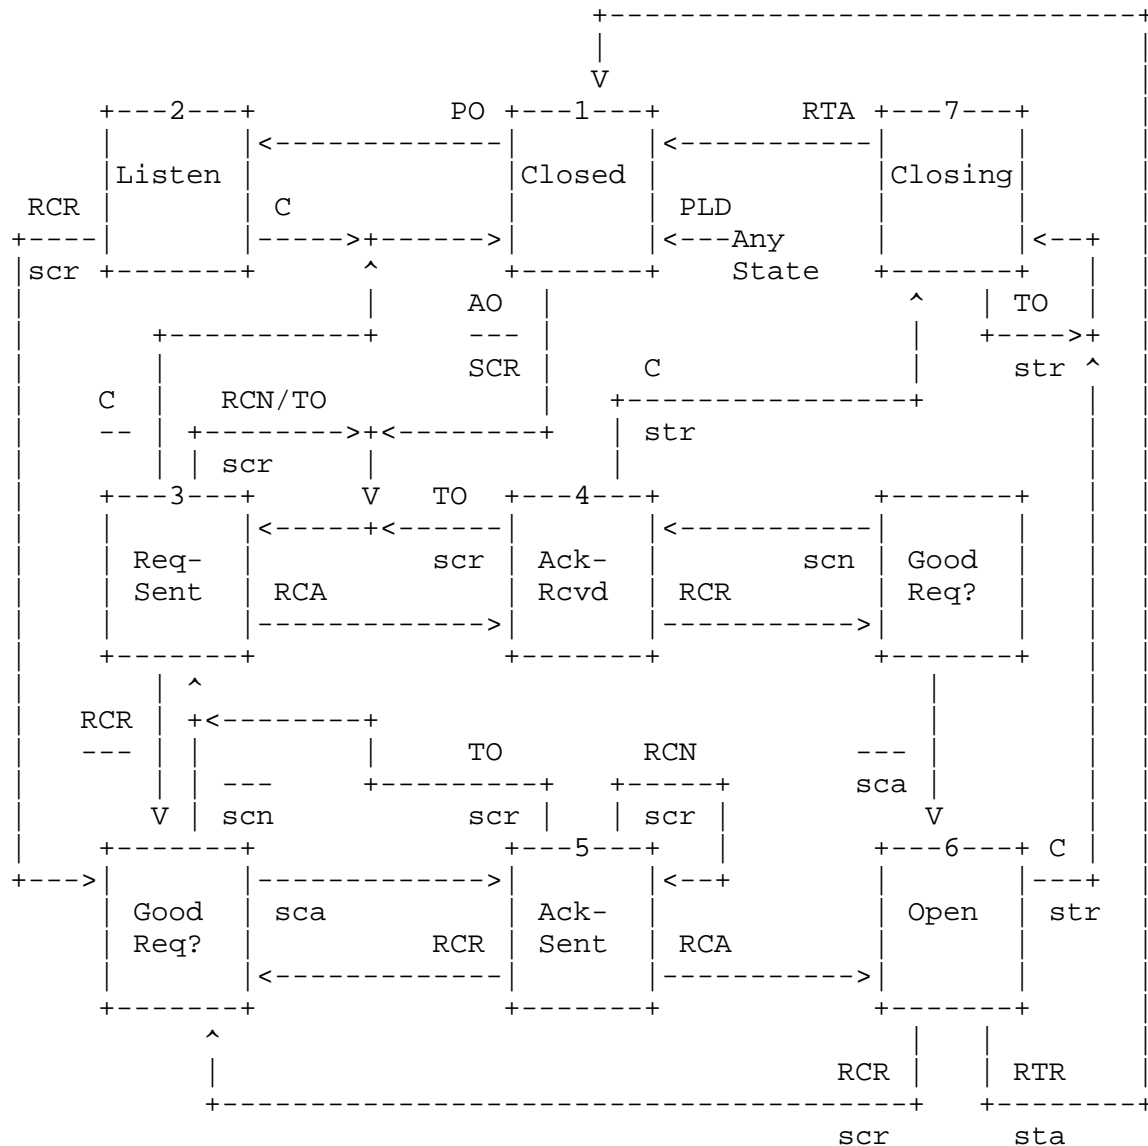 +---2---+ PO +---1---+ RTA +---7---+
Listen Closed Closing
RCR C PLD
Any
scr State
AO TO
---
SCR C str
C RCN/TO
-- str
scr
+---3---+ V TO +---4---+ +-------+
Req- scr Ack- scn Good
Sent RCA Rcvd RCR Req?
RCR
--- TO RCN ---
--- sca
V scn scr scr V
+-------+ +---5---+ +---6---+ C
Good sca Ack- Open str
Req? RCR Sent RCA
RCR RTR
scr sta